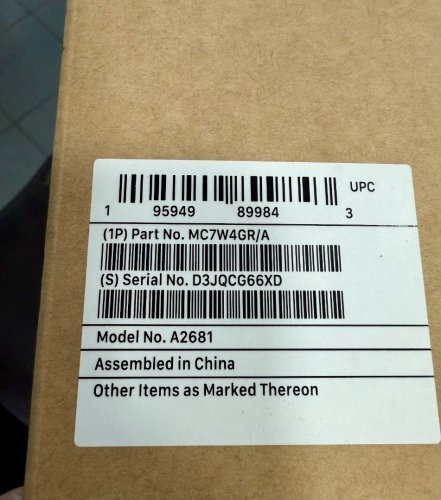 UPC
1 95949 89984 3
(1P) Part No. MC7W4GR/A
(S) Serial No. D3JQCG66XD
Model No. A2681
Assembled in China
Other Items as Marked Thereon